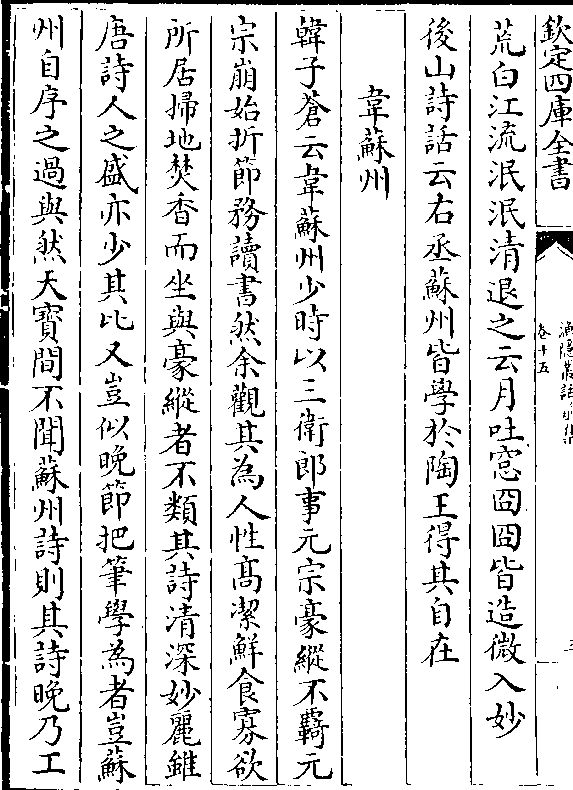 欽定四庫全書
漁隱叢話前集
卷十五
荒白江流泯泯清退之云月吐窓冏冏皆造微入妙
後山詩話云右丞蘇州皆學於陶王得其自在
韋蘇州
韓子蒼云韋蘇州少時以三衛郎事元宗豪縱不羇元
宗崩始折節務讀書然余觀其為人性高潔鮮食寡欲
所居掃地焚香而坐與豪縱者不類其詩清深妙麗雖
唐詩人之盛亦少其比又豈似晚節把筆學為者豈蘇
州自序之過與然天寶間不聞蘇州詩則其詩晚乃工